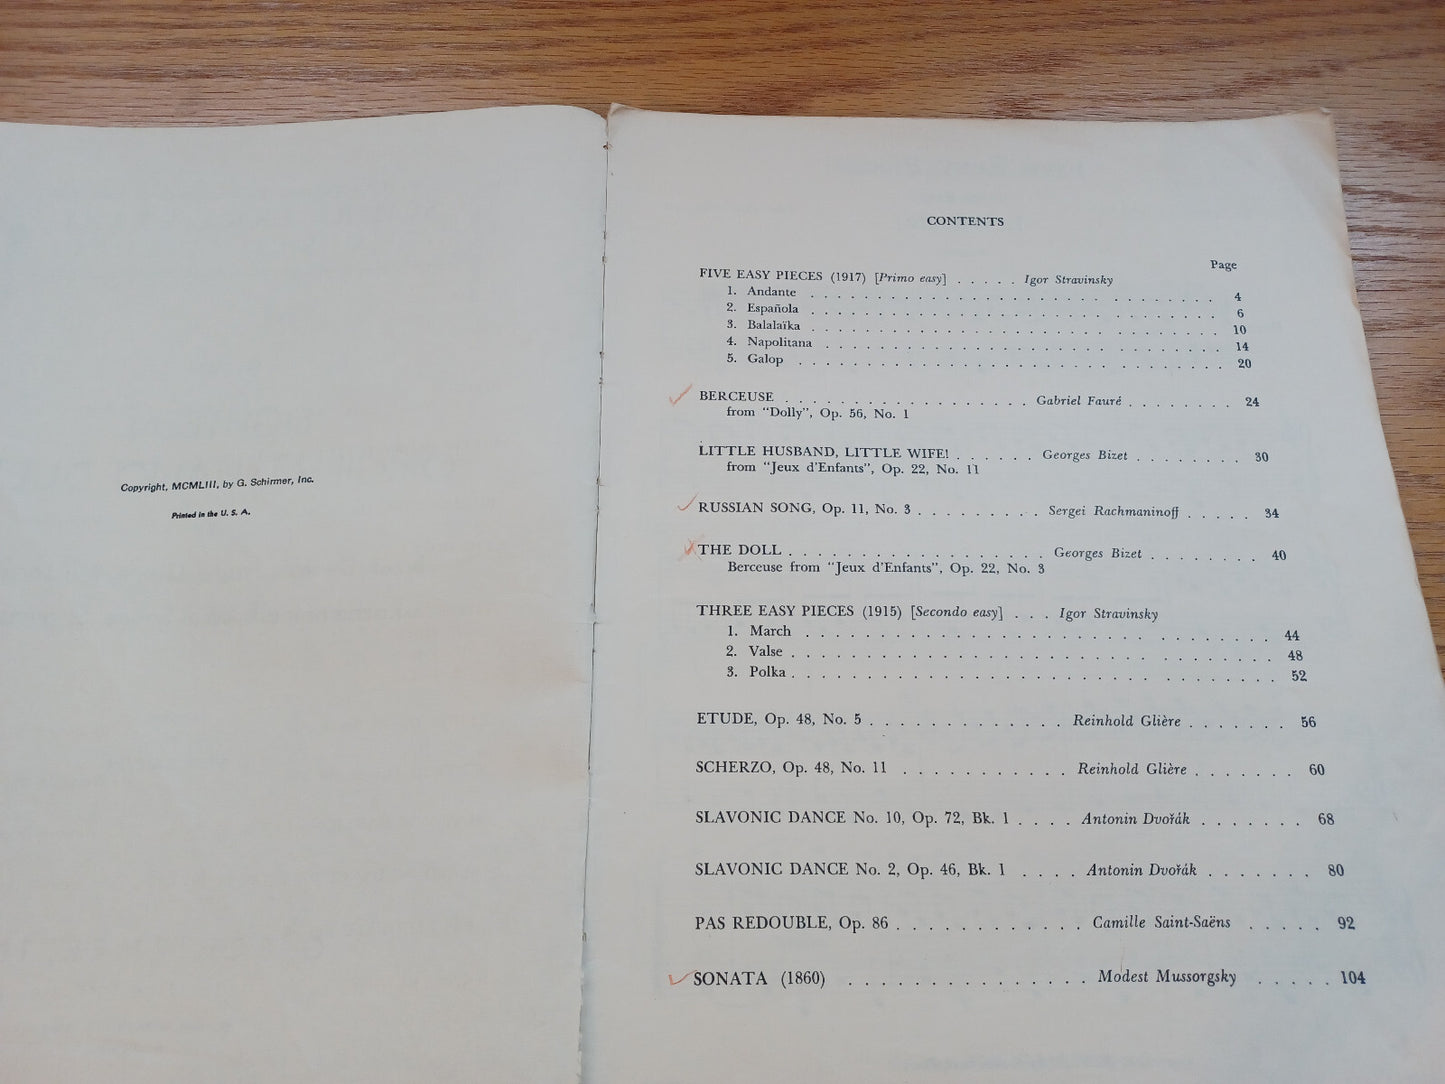 Copyright, MCMLIII, by G. Schirmer, Inc.
Printed in the U. S. A.
CONTENTS
Page
FIVE EASY PIECES (1917) [Primo easy] . . . . . Igor Stravinsky
1. Andante . . . . . . . . . . . . . . . . . . . . . . . . . . . . . . 4
2. Española . . . . . . . . . . . . . . . . . . . . . . . . . . . . . . 6
3. Balalaïka . . . . . . . . . . . . . . . . . . . . . . . . . . . . . . 10
4. Napolitana . . . . . . . . . . . . . . . . . . . . . . . . . . . . . 14
5. Galop . . . . . . . . . . . . . . . . . . . . . . . . . . . . . . . 20
BERCEUSE . . . . . . . . . . . . . . . . . . . Gabriel Fauré . . . . . . . . 24
from "Dolly", Op. 56, No. 1
LITTLE HUSBAND, LITTLE WIFE! . . . . . . Georges Bizet . . . . . . . . 30
from "Jeux d'Enfants", Op. 22, No. 11
RUSSIAN SONG, Op. 11, No. 3 . . . . . . . . Sergei Rachmaninoff . . . . . 34
THE DOLL . . . . . . . . . . . . . . . . . . Georges Bizet . . . . . . . . 40
Berceuse from "Jeux d'Enfants", Op. 22, No. 3
THREE EASY PIECES (1915) [Secondo easy] . . . Igor Stravinsky
1. March . . . . . . . . . . . . . . . . . . . . . . . . . . . . . . 44
2. Valse . . . . . . . . . . . . . . . . . . . . . . . . . . . . . . 48
3. Polka . . . . . . . . . . . . . . . . . . . . . . . . . . . . . . 52
ETUDE, Op. 48, No. 5 . . . . . . . . . . . . . Reinhold Glière . . . . . . . 56
SCHERZO, Op. 48, No. 11 . . . . . . . . . . . Reinhold Glière . . . . . . . 60
SLAVONIC DANCE No. 10, Op. 72, Bk. 1 . . . . Antonin Dvořák . . . . . . . 68
SLAVONIC DANCE No. 2, Op. 46, Bk. 1 . . . . Antonin Dvořák . . . . . . . 80
PAS REDOUBLE, Op. 86 . . . . . . . . . . . . Camille Saint-Saëns . . . . . 92
SONATA (1860) . . . . . . . . . . . . . . . Modest Mussorgsky . . . . . 104